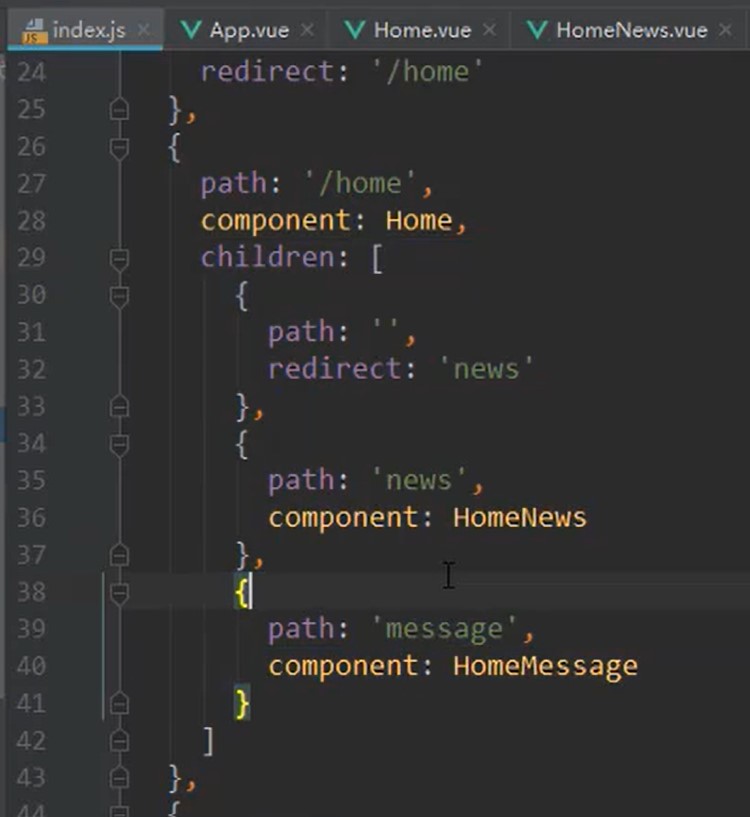 index.js App.vue Home.vue HomeNews.vue
24 redirect: '/home'
25 },
26 {
27 path: '/home',
28 component: Home,
29 children: [
30 {
31 path: '',
32 redirect: 'news'
33 },
34 {
35 path: 'news',
36 component: HomeNews
37 },
38 {
39 path: 'message',
40 component: HomeMessage
41 }
42 ]
43 },
44 {